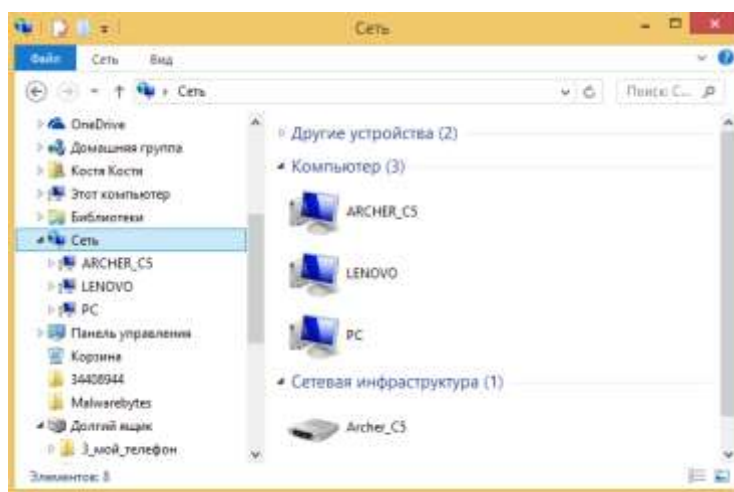 Сеть
Файл Сеть Вид
Сеть
Поиск: С...
OneDrive
Домашняя группа
Костя Костя
Этот компьютер
Библиотеки
Сеть
ARCHER_C5
LENOVO
PC
Панель управления
Корзина
34408944
Malwarebytes
Долгий ящик
3_мой_телефон
Другие устройства (2)
Компьютер (3)
ARCHER_C5
LENOVO
PC
Сетевая инфраструктура (1)
Archer_C5
Элементов: 8